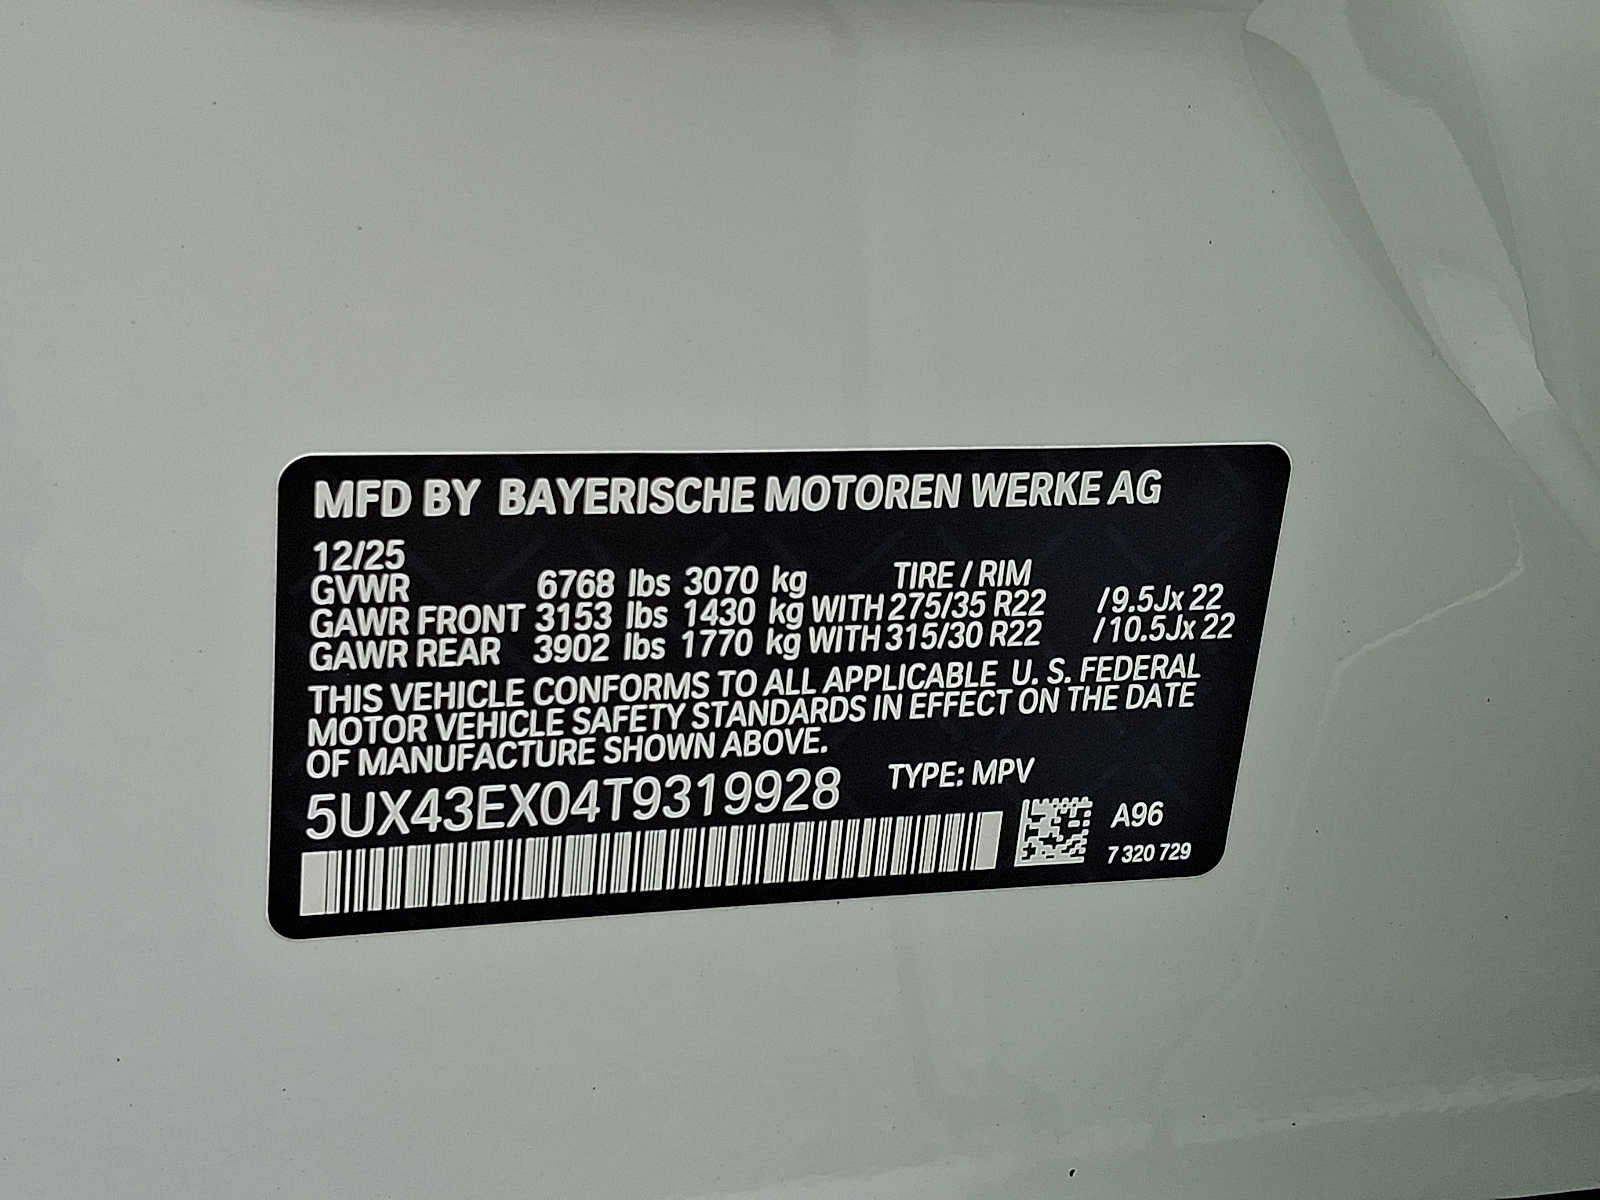 MFD BY BAYERISCHE MOTOREN WERKE AG
12/25
TIRE / RIM
GVWR 6768 lbs 3070 kg
GAWR FRONT 3153 lbs 1430 kg WITH 275/35 R22 /9.5Jx 22
GAWR REAR 3902 lbs 1770 kg WITH 315/30 R22 /10.5Jx 22
THIS VEHICLE CONFORMS TO ALL APPLICABLE U. S. FEDERAL
MOTOR VEHICLE SAFETY STANDARDS IN EFFECT ON THE DATE
OF MANUFACTURE SHOWN ABOVE.
5UX43EX04T9319928 TYPE: MPV
A96
7 320 729